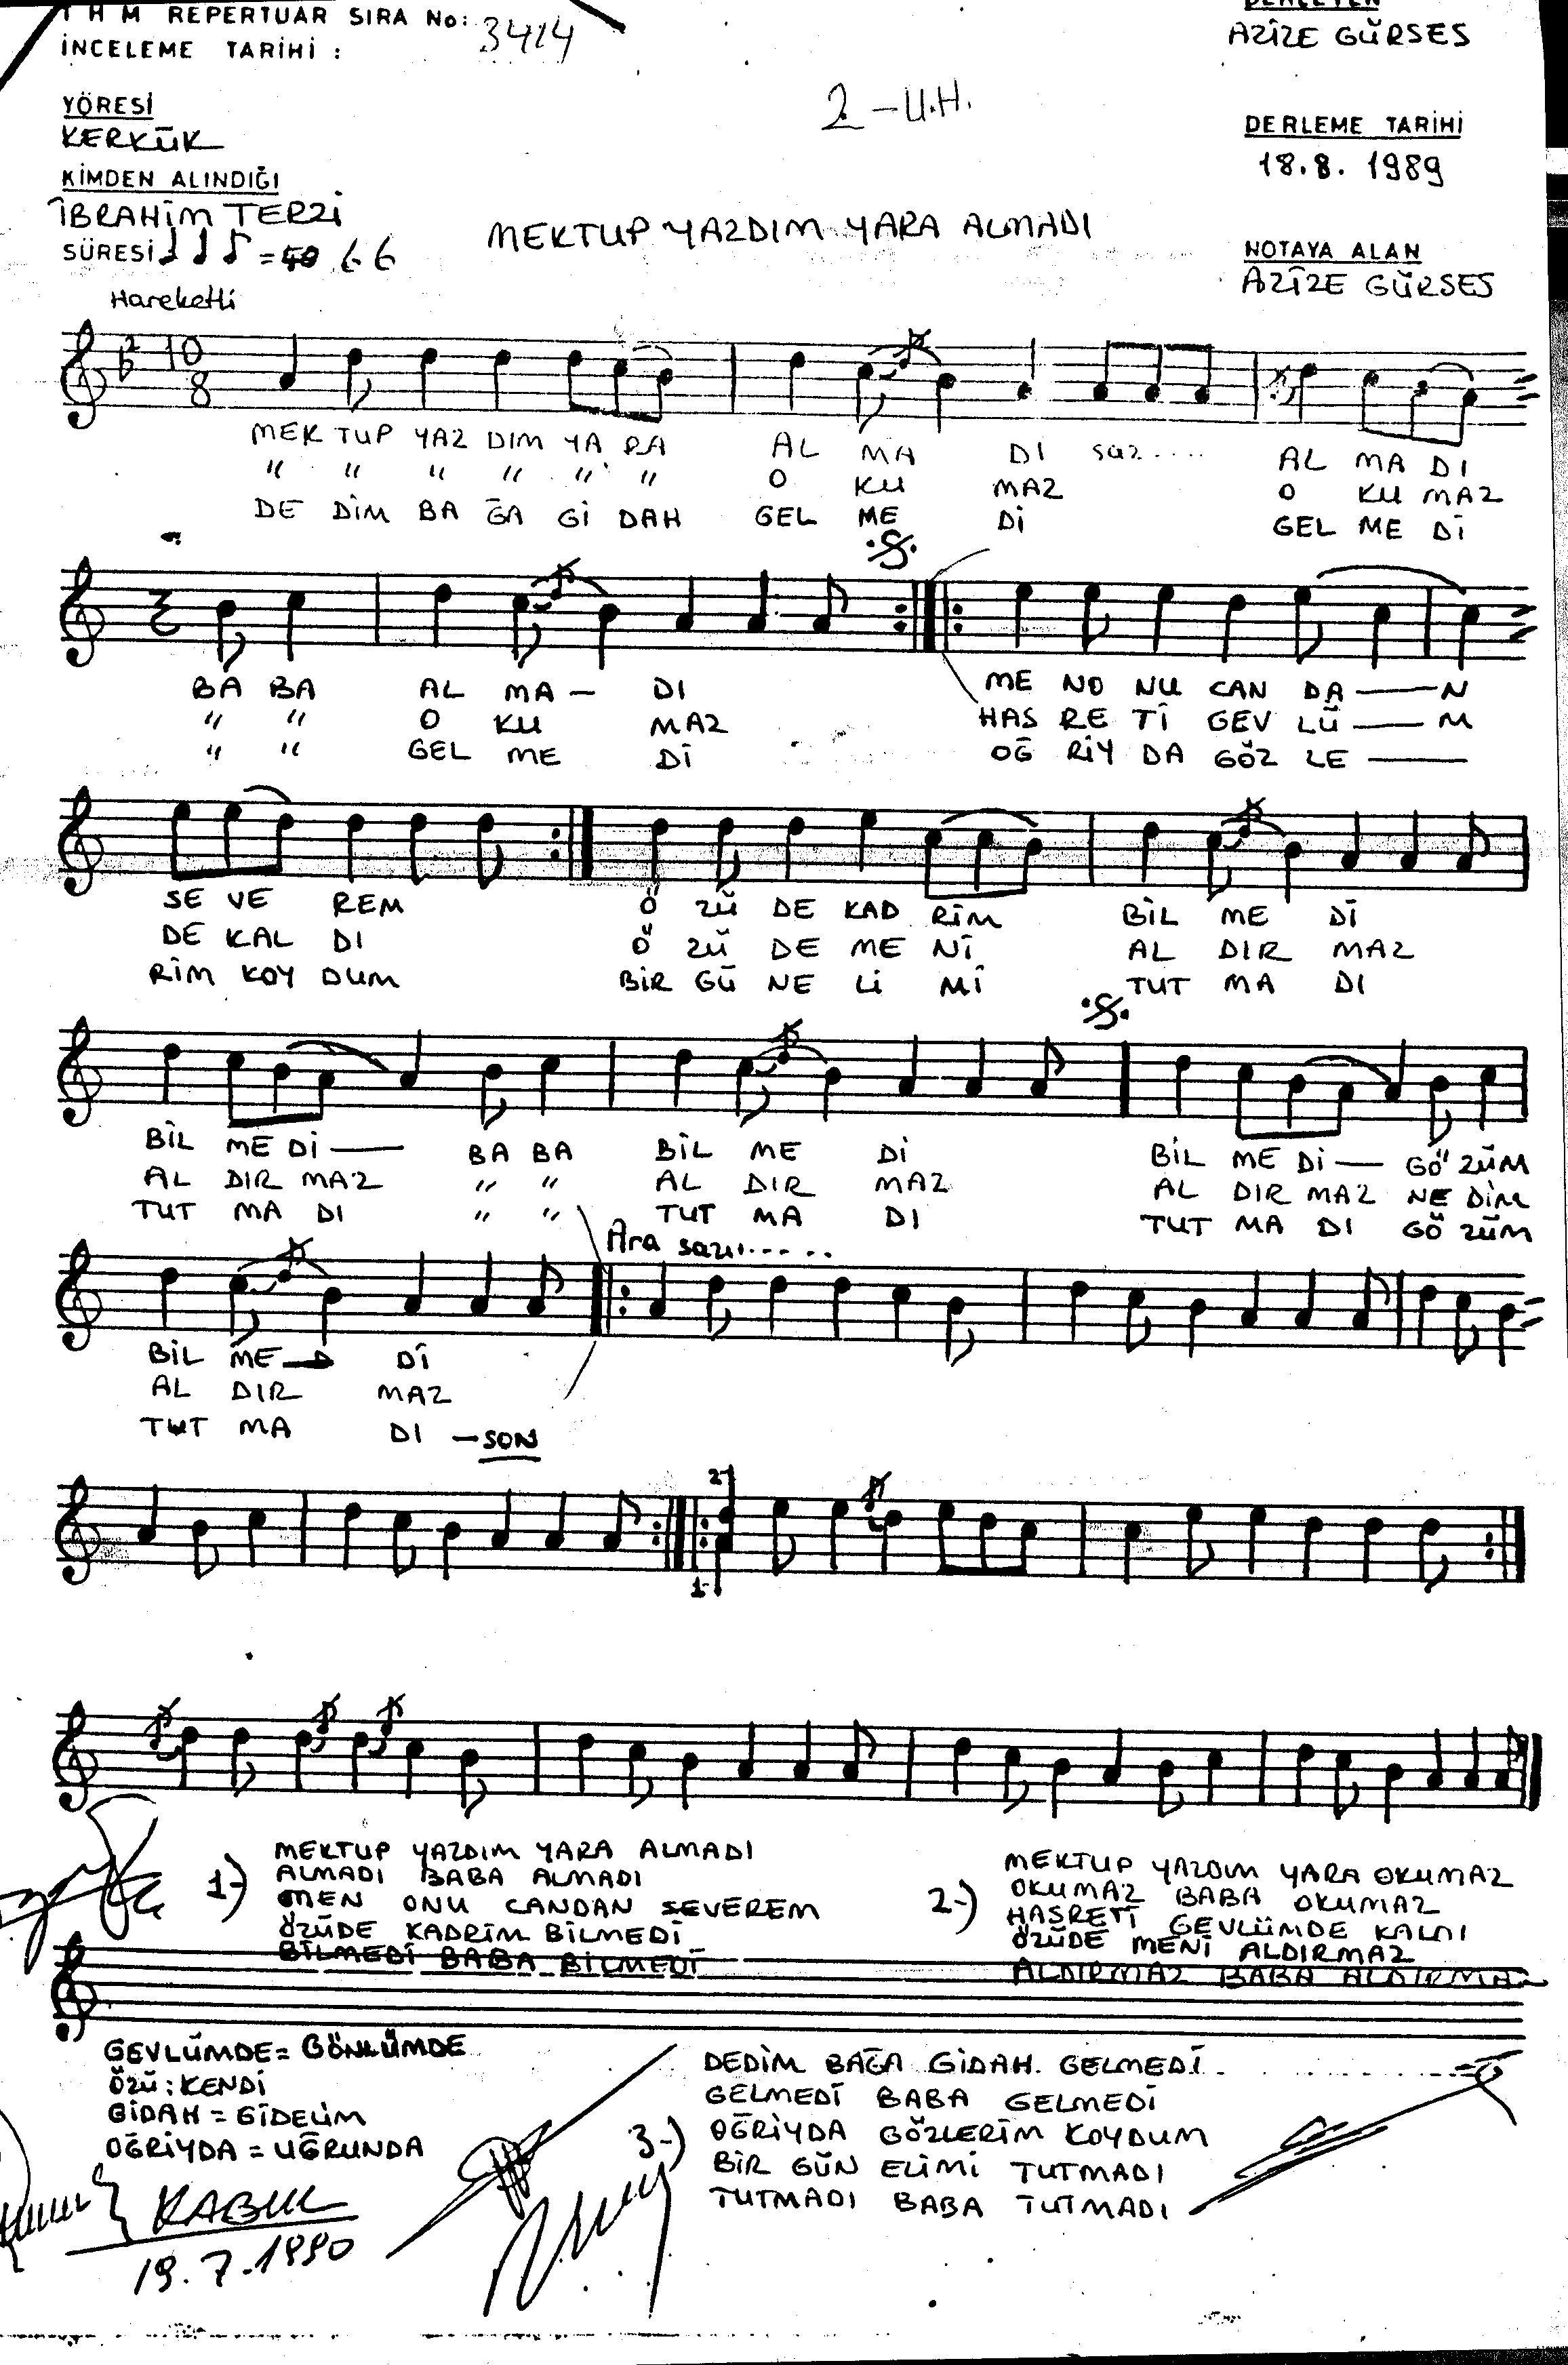 T H M REPERTUAR SIRA No: 3414
İNCELEME TARİHİ :
DERLEYEN
AZİZE GÜRSES
2 - U.H.
YÖRESİ
KERKÜK
DERLEME TARİHİ
18.8.1989
KİMDEN ALINDIĞI
İBRAHİM TERZİ
SÜRESİ ♩ ♩ ♪ = 66
MEKTUP YAZDIM YARA ALMADI
NOTAYA ALAN
AZİZE GÜRSES
Hareketli
2 10 8
MEK TUP YAZ DIM YA RA AL MA DI saz.... AL MA DI
" " " " " " O KU MAZ O KU MAZ
DE DİM BA ĞA Gİ DAH GEL ME Dİ GEL ME Dİ
BA BA AL MA — DI ME NO NU CAN DA — N
" " O KU MAZ HAS RE Tİ GEV LÜ — M
" " GEL ME Dİ OĞ RİY DA GÖZ LE —
SE VE REM Ö ZÜ DE KAD RİM BİL ME Dİ
DE KAL DI Ö ZÜ DE ME Nİ AL DIR MAZ
RİM KOY DUM BİR GÜ NE Lİ Mİ TUT MA DI
BİL ME Dİ — BA BA BİL ME Dİ BİL ME Dİ — GÖ ZÜM
AL DIR MAZ " " AL DIR MAZ AL DIR MAZ NE DİM
TUT MA DI " " TUT MA DI TUT MA DI GÖ ZÜM
Ara sazı.....
BİL ME — Dİ
AL DIR MAZ
TUT MA DI — SON
2-
1-
1-) MEKTUP YAZDIM YARA ALMADI
ALMADI BABA ALMADI
MEN ONU CANDAN SEVEREM
ÖZÜDE KADRİM BİLMEDİ
BİLMEDİ BABA BİLMEDİ
2-) MEKTUP YAZDIM YARA OKUMAZ
OKUMAZ BABA OKUMAZ
HASRETİ GEVLÜMDE KALDI
ÖZÜDE MENİ ALDIRMAZ
ALDIRMAZ BABA ALDIRMAZ
GEVLÜMDE= GÖNLÜMDE
ÖZÜ : KENDİ
GİDAH = GİDELİM
OĞRİYDA = UĞRUNDA
3-) DEDİM BAĞA GİDAH GELMEDİ
GELMEDİ BABA GELMEDİ
OĞRİYDA GÖZLERİM KOYDUM
BİR GÜN ELİMİ TUTMADI
TUTMADI BABA TUTMADI
KABUL
19.7.1990